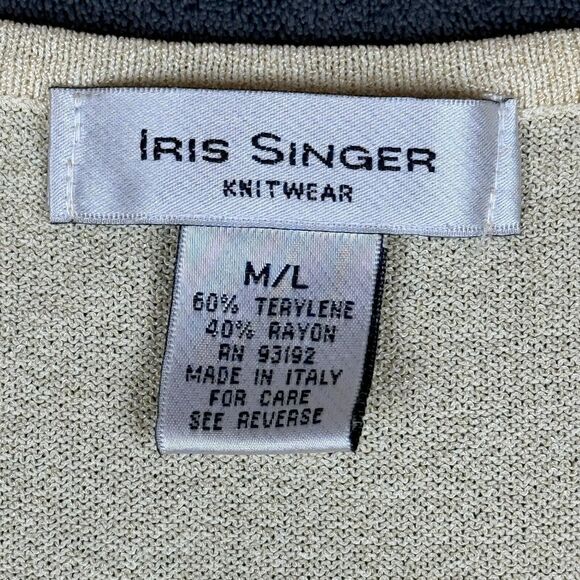 IRIS SINGER
KNITWEAR
M/L
60% TERYLENE
40% RAYON
RN 93192
MADE IN ITALY
FOR CARE
SEE REVERSE